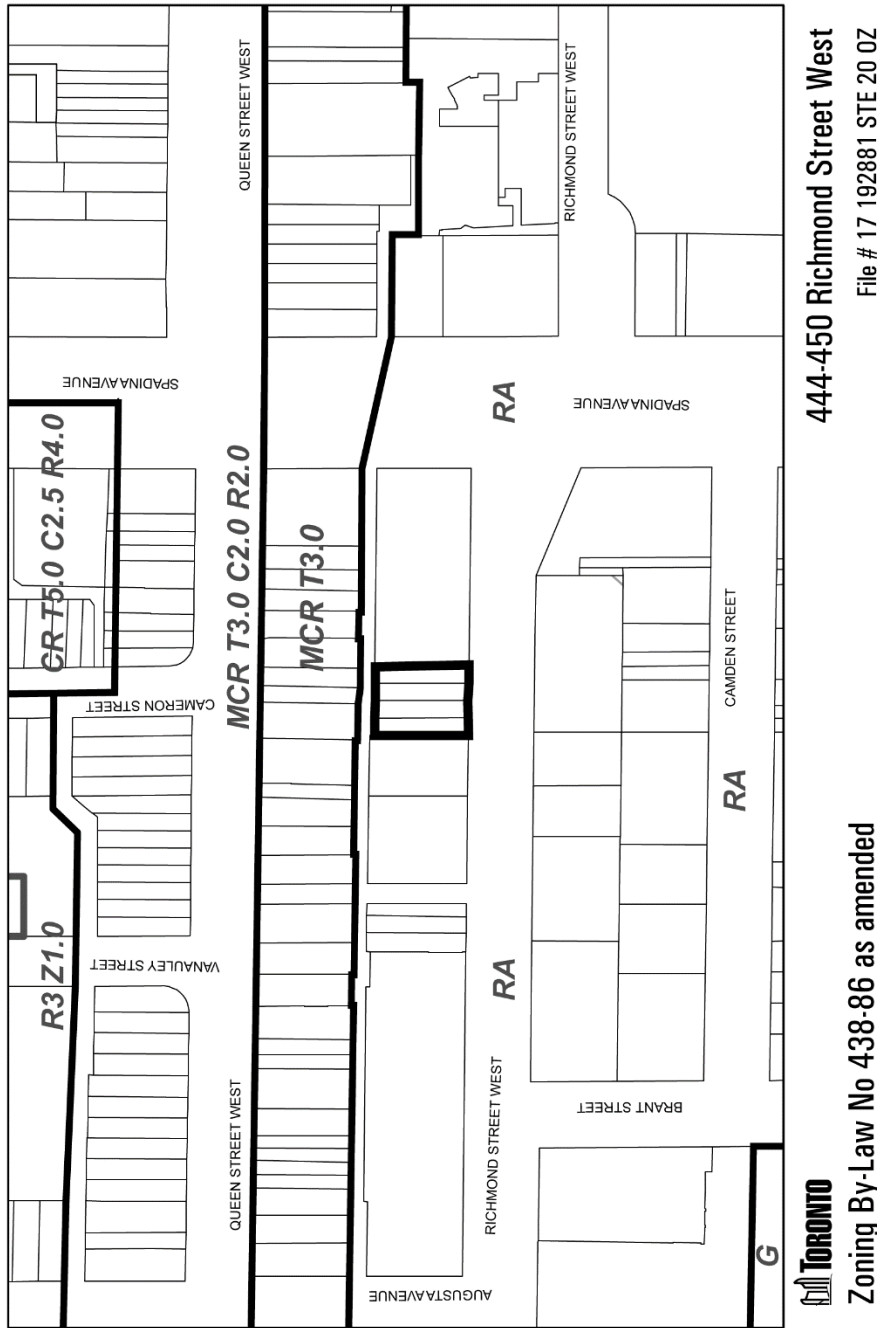 QUEEN STREET WEST
RICHMOND STREET WEST
SPADINA AVENUE
CR T5.0 C2.5 R4.0
CAMERON STREET
MCR T3.0 C2.0 R2.0
MCR T3.0
RA
SPADINA AVENUE
CAMDEN STREET
RA
R3 Z1.0
VANAULEY STREET
RA
QUEEN STREET WEST
RICHMOND STREET WEST
BRANT STREET
AUGUSTA AVENUE
G
TORONTO
Zoning By-Law No 438-86 as amended
444-450 Richmond Street West
File # 17 192881 STE 20 OZ